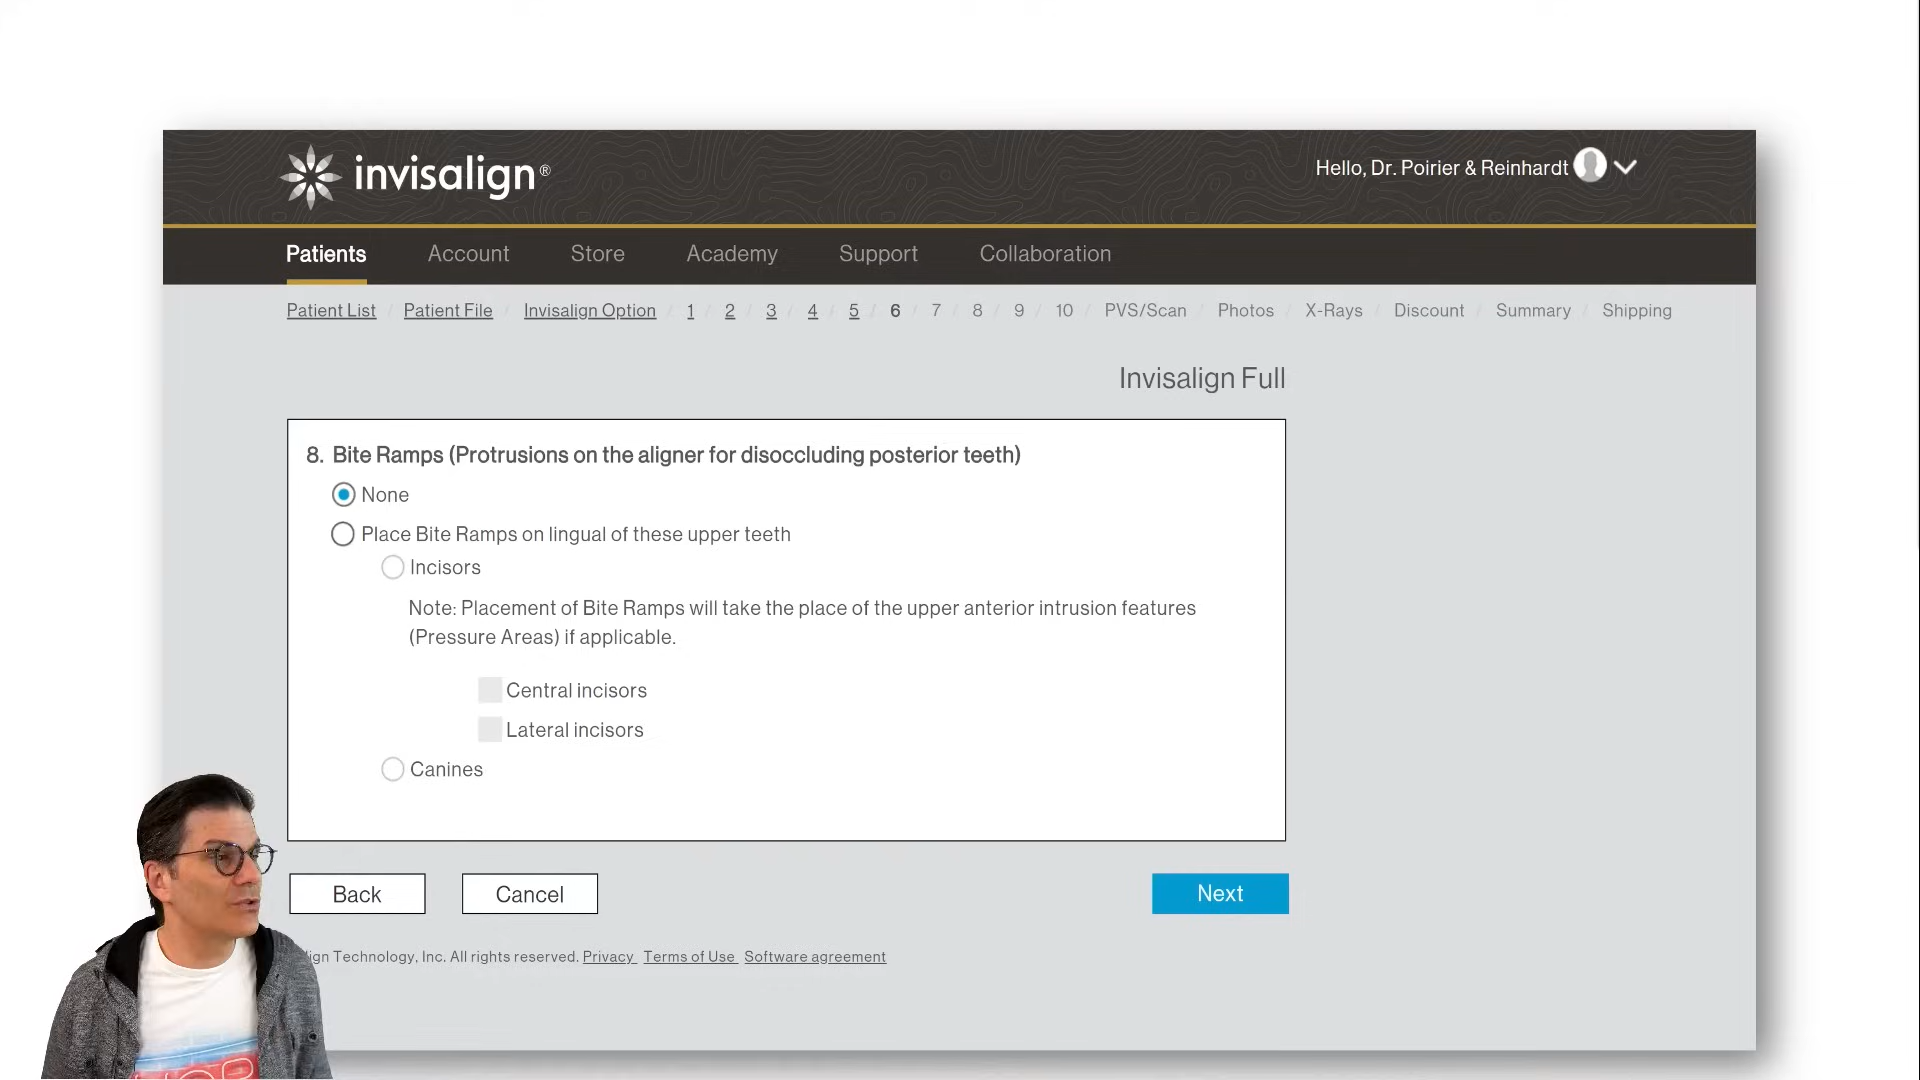 invisalign®
Hello, Dr. Poirier & Reinhardt
Patients Account Store Academy Support Collaboration
Patient List / Patient File / Invisalign Option / 1 / 2 / 3 / 4 / 5 / 6 / 7 / 8 / 9 / 10 / PVS/Scan / Photos / X-Rays / Discount / Summary / Shipping
Invisalign Full
8. Bite Ramps (Protrusions on the aligner for disoccluding posterior teeth)
None
Place Bite Ramps on lingual of these upper teeth
Incisors
Note: Placement of Bite Ramps will take the place of the upper anterior intrusion features
(Pressure Areas) if applicable.
Central incisors
Lateral incisors
Canines
Back Cancel Next
ign Technology, Inc. All rights reserved. Privacy Terms of Use Software agreement